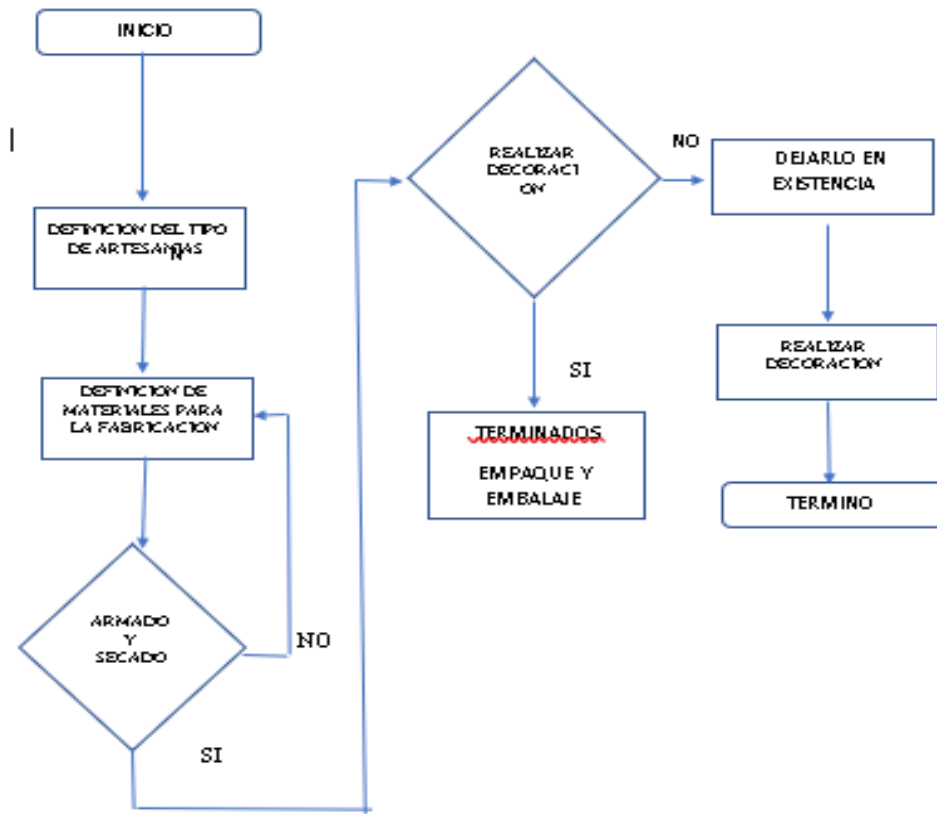 INICIO
DEFINICION DEL TIPO
DE ARTESANIAS
N
DEFINICION DE
MATERIALES PARA
LA FABRICACION
ARMADO
Y
SECADO
NO
SI
REALIZAR
DECORACI
ON
NO
SI
TERMINADOS
EMPAQUE Y
EMBALAJE
DEJARLO EN
EXISTENCIA
REALIZAR
DECORACION
TERMINO